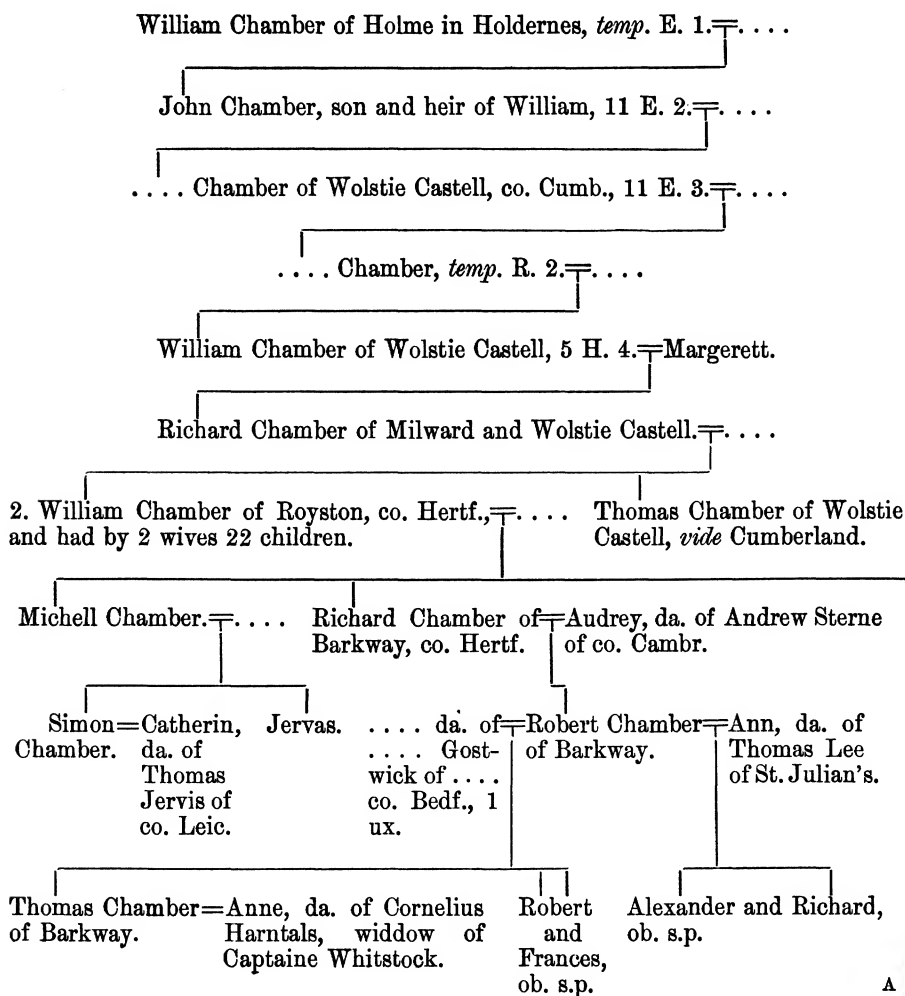 William Chamber of Holme in Holdernes, temp. E. 1. . . . .
John Chamber, son and heir of William, 11 E. 2. . . . .
. . . . Chamber of Wolstie Castell, co. Cumb., 11 E. 3. . . . .
. . . . Chamber, temp. R. 2. . . . .
William Chamber of Wolstie Castell, 5 H. 4. Margerett.
Richard Chamber of Milward and Wolstie Castell. . . . .
2. William Chamber of Royston, co. Hertf., . . . .
and had by 2 wives 22 children.
Thomas Chamber of Wolstie
Castell, vide Cumberland.
Michell Chamber. . . . .
Richard Chamber of
Barkway, co. Hertf.
Audrey, da. of Andrew Sterne
of co. Cambr.
Simon
Chamber.
=
Catherin,
da. of
Thomas
Jervis of
co. Leic.
Jervas.
. . . . da. of
. . . . Gost-
wick of . . . .
co. Bedf., 1
ux.
Robert Chamber
of Barkway.
Ann, da. of
Thomas Lee
of St. Julian's.
Thomas Chamber
of Barkway.
=
Anne, da. of Cornelius
Harntals, widdow of
Captaine Whitstock.
Robert
and
Frances,
ob. s.p.
Alexander and Richard,
ob. s.p.
A